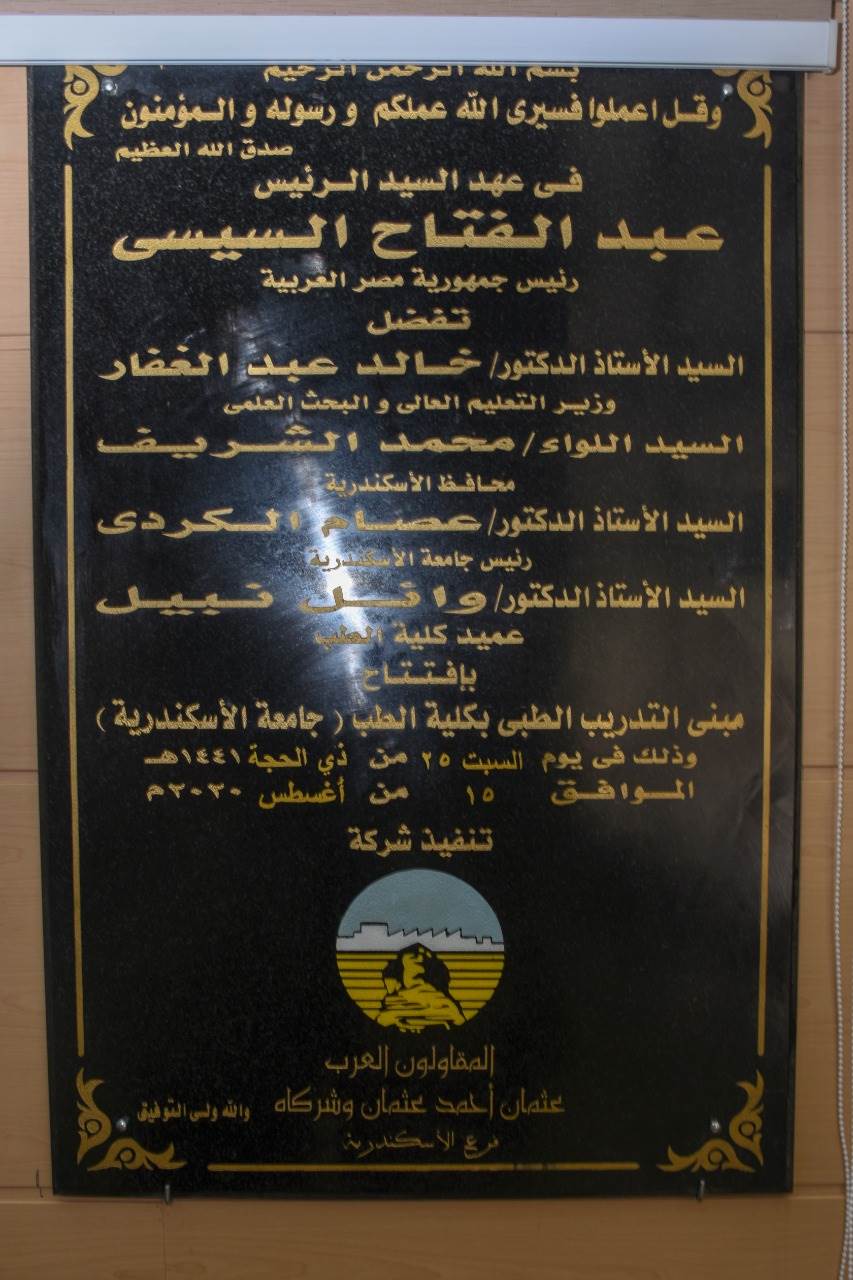 بسم الله الرحمن الرحيم
وقل اعملوا فسيرى الله عملكم ورسوله والمؤمنون
صدق الله العظيم
فى عهد السيد الرئيس
عبد الفتاح السيسى
رئيس جمهورية مصر العربية
تفضل
السيد الأستاذ الدكتور/ خالد عبد الغفار
وزير التعليم العالى و البحث العلمى
السيد اللواء/ محمد الشريف
محافظ الأسكندرية
السيد الأستاذ الدكتور/ عصام الكردى
رئيس جامعة الأسكندرية
السيد الأستاذ الدكتور/ وائل نبيل
عميد كلية الطب
بإفتتاح
مبنى التدريب الطبى بكلية الطب ( جامعة الأسكندرية )
وذلك فى يوم السبت ٢٥ من ذي الحجة ١٤٤١هـ
الموافق ١٥ من أغسطس ٢٠٢٠م
تنفيذ شركة
المقاولون العرب
عثمان أحمد عثمان وشركاه
فرع الأسكندرية
والله ولى التوفيق